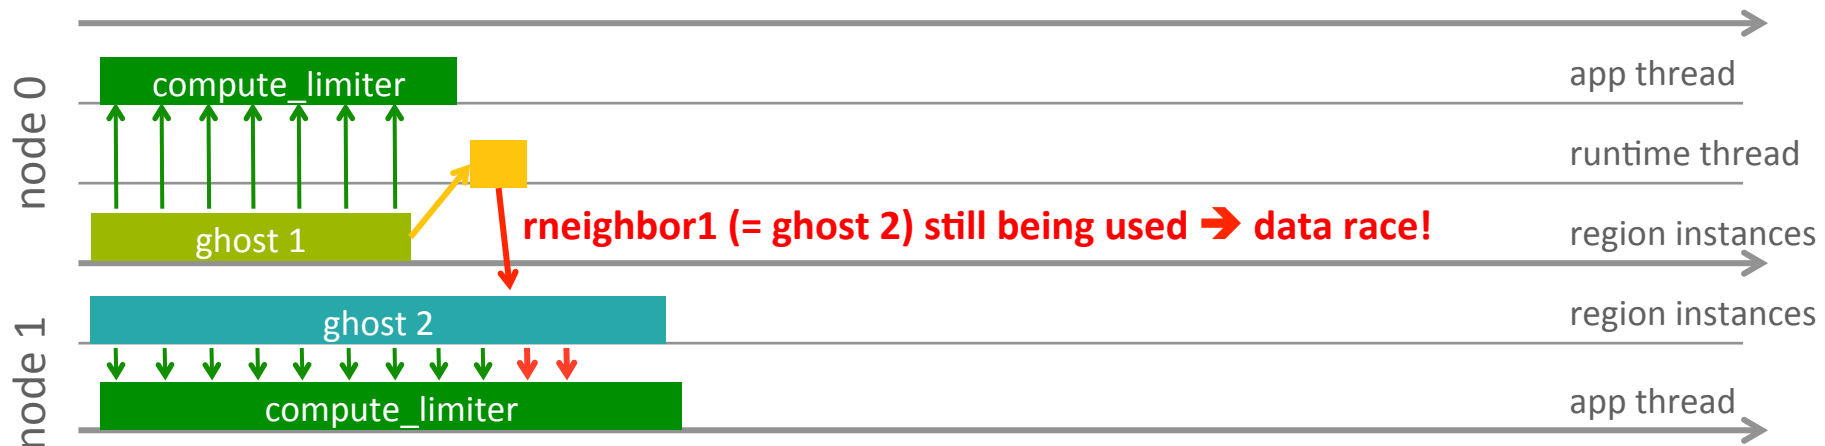 node 0
compute_limiter
app thread
runtime thread
rneighbor1 (= ghost 2) still being used ➔ data race!
ghost 1
region instances
node 1
ghost 2
region instances
compute_limiter
app thread